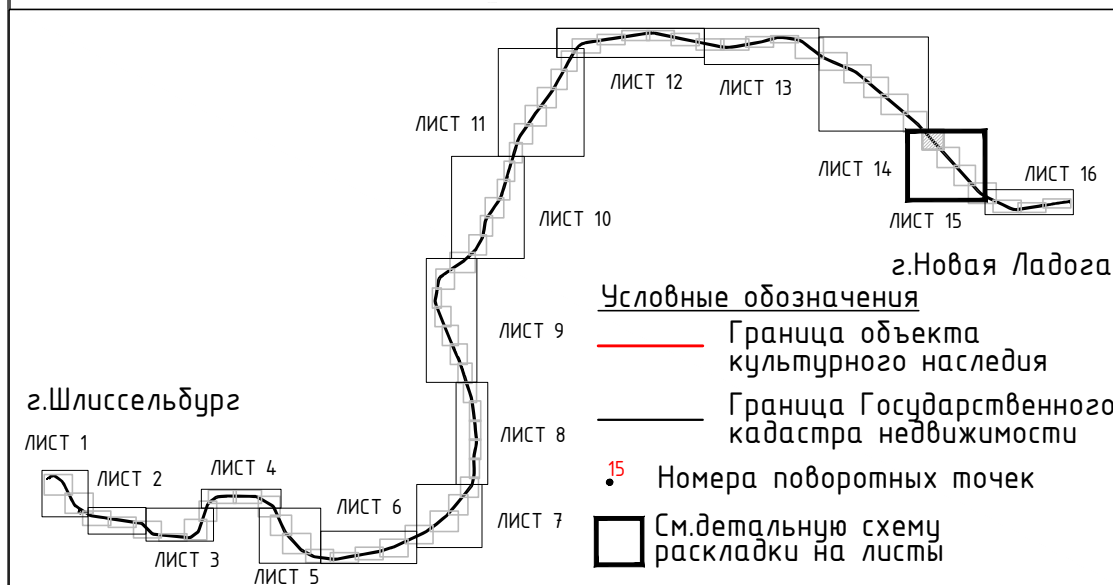 ЛИСТ 12
ЛИСТ 13
ЛИСТ 11
ЛИСТ 14
ЛИСТ 16
ЛИСТ 10
ЛИСТ 15
г.Новая Ладога
Условные обозначения
Граница объекта
культурного наследия
ЛИСТ 9
г.Шлиссельбург
Граница Государственного
кадастра недвижимости
ЛИСТ 1
ЛИСТ 8
ЛИСТ 2
ЛИСТ 4
15
Номера поворотных точек
ЛИСТ 6
ЛИСТ 7
См.детальную схему
раскладки на листы
ЛИСТ 3
ЛИСТ 5